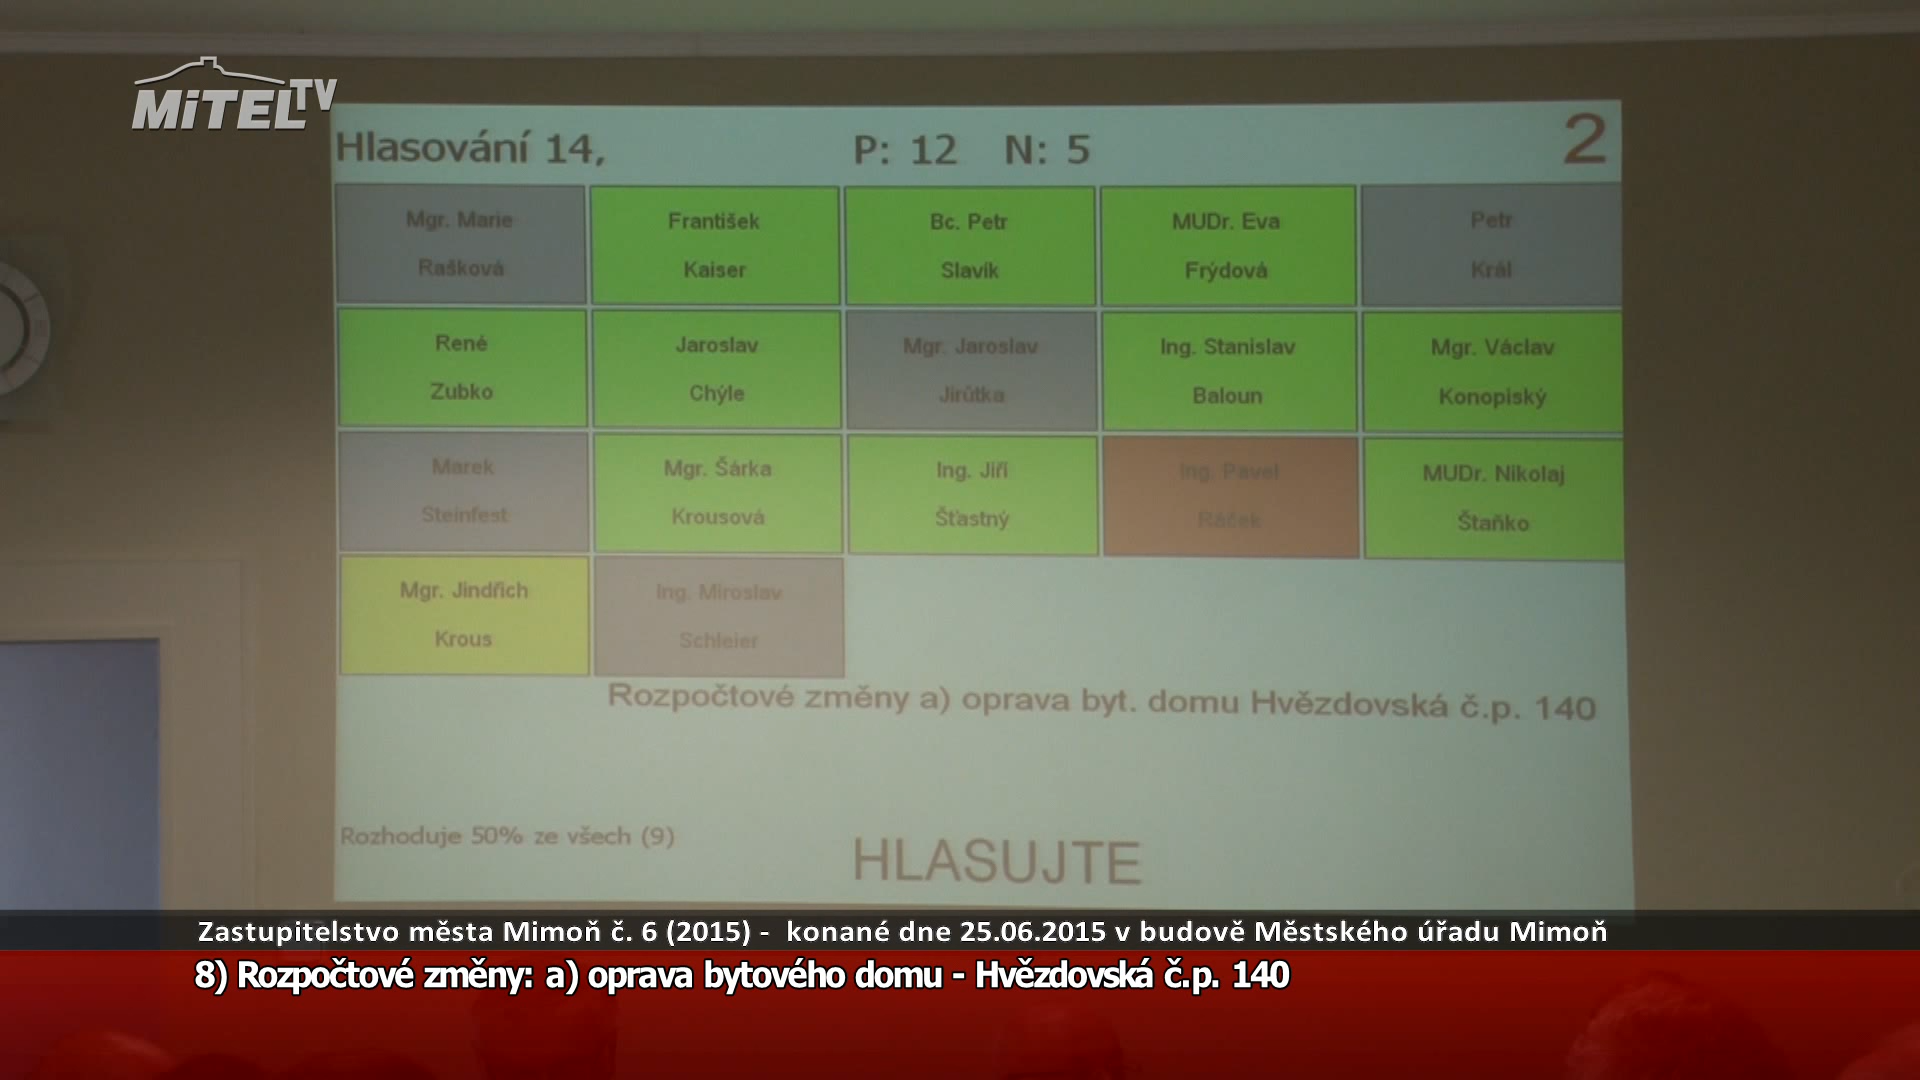 MiTEL TV
Hlasování 14, P: 12 N: 5 2
Mgr. Marie František Bc. Petr MUDr. Eva Petr
Rašková Kaiser Slavík Frýdová Král
René Jaroslav Mgr. Jaroslav Ing. Stanislav Mgr. Václav
Zubko Chýle Jirůtka Baloun Konopiský
Marek Mgr. Šárka Ing. Jiří Ing. Pavel MUDr. Nikolaj
Steinfest Krousová Šťastný Ráček Štaňko
Mgr. Jindřich Ing. Miroslav
Krous Schleier
Rozpočtové změny a) oprava byt. domu Hvězdovská č.p. 140
Rozhoduje 50% ze všech (9)
HLASUJTE
Zastupitelstvo města Mimoň č. 6 (2015) - konané dne 25.06.2015 v budově Městského úřadu Mimoň
8) Rozpočtové změny: a) oprava bytového domu - Hvězdovská č.p. 140